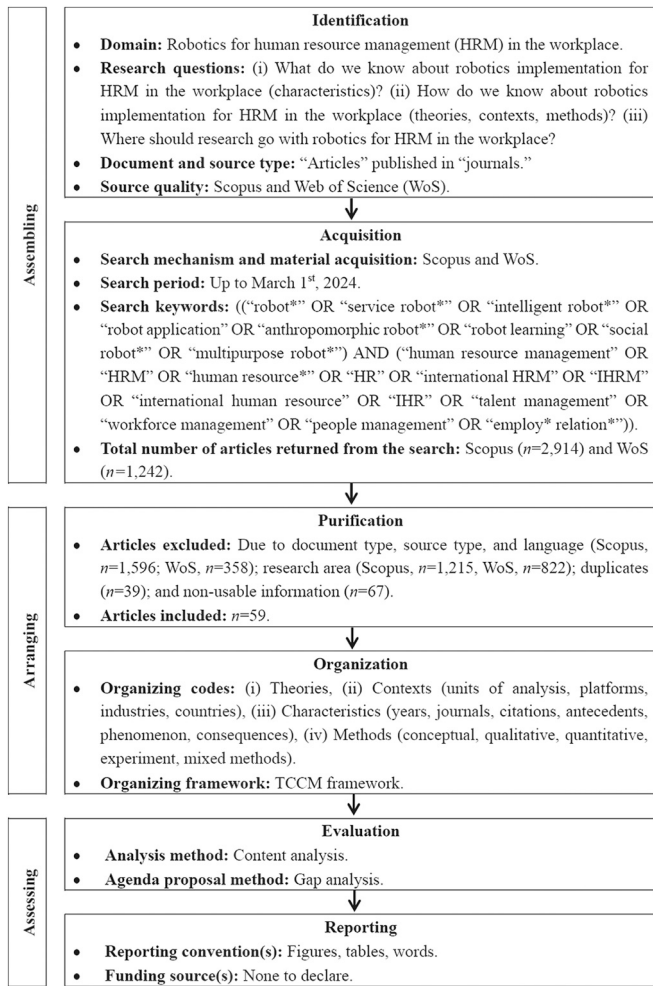 Assembling
Identification
• Domain: Robotics for human resource management (HRM) in the workplace.
• Research questions: (i) What do we know about robotics implementation for
HRM in the workplace (characteristics)? (ii) How do we know about robotics
implementation for HRM in the workplace (theories, contexts, methods)? (iii)
Where should research go with robotics for HRM in the workplace?
• Document and source type: “Articles” published in “journals.”
• Source quality: Scopus and Web of Science (WoS).
Acquisition
• Search mechanism and material acquisition: Scopus and WoS.
• Search period: Up to March 1st, 2024.
• Search keywords: ((“robot*” OR “service robot*” OR “intelligent robot*” OR
“robot application” OR “anthropomorphic robot*” OR “robot learning” OR “social
robot*” OR “multipurpose robot*”) AND (“human resource management” OR
“HRM” OR “human resource*” OR “HR” OR “international HRM” OR “IHRM”
OR “international human resource” OR “IHR” OR “talent management” OR
“workforce management” OR “people management” OR “employ* relation*”)).
• Total number of articles returned from the search: Scopus (n=2,914) and WoS
(n=1,242).
Arranging
Purification
• Articles excluded: Due to document type, source type, and language (Scopus,
n=1,596; WoS, n=358); research area (Scopus, n=1,215, WoS, n=822); duplicates
(n=39); and non-usable information (n=67).
• Articles included: n=59.
Organization
• Organizing codes: (i) Theories, (ii) Contexts (units of analysis, platforms,
industries, countries), (iii) Characteristics (years, journals, citations, antecedents,
phenomenon, consequences), (iv) Methods (conceptual, qualitative, quantitative,
experiment, mixed methods).
• Organizing framework: TCCM framework.
Assessing
Evaluation
• Analysis method: Content analysis.
• Agenda proposal method: Gap analysis.
Reporting
• Reporting convention(s): Figures, tables, words.
• Funding source(s): None to declare.